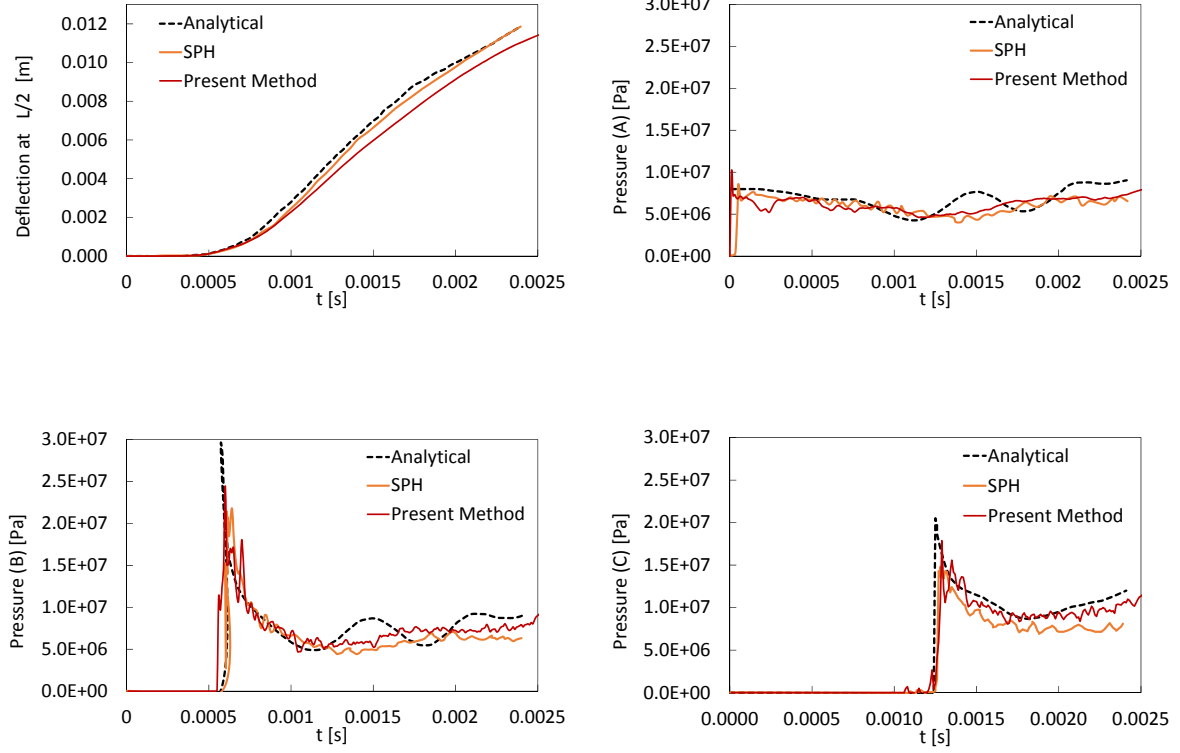 Deflection at L/2 [m]
0.012
0.010
0.008
0.006
0.004
0.002
0.000
Analytical
SPH
Present Method
0
0.0005
0.001
0.0015
0.002
0.0025
t [s]
Pressure (A) [Pa]
3.0E+07
2.5E+07
2.0E+07
1.5E+07
1.0E+07
5.0E+06
0.0E+00
Analytical
SPH
Present Method
0
0.0005
0.001
0.0015
0.002
0.0025
t [s]
Pressure (B) [Pa]
3.0E+07
2.5E+07
2.0E+07
1.5E+07
1.0E+07
5.0E+06
0.0E+00
Analytical
SPH
Present Method
0
0.0005
0.001
0.0015
0.002
0.0025
t [s]
Pressure (C) [Pa]
3.0E+07
2.5E+07
2.0E+07
1.5E+07
1.0E+07
5.0E+06
0.0E+00
Analytical
SPH
Present Method
0.0000
0.0005
0.0010
0.0015
0.0020
0.0025
t [s]